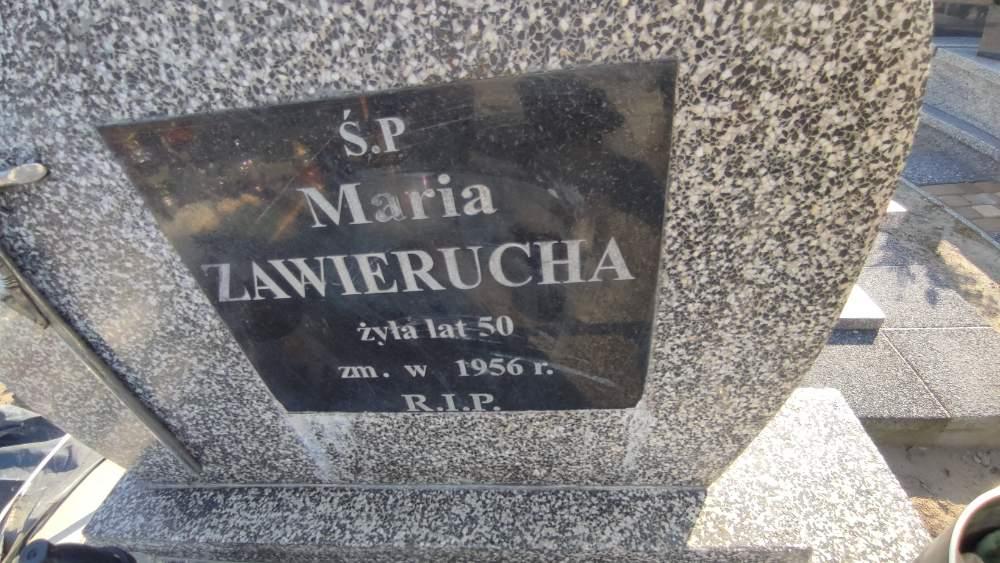 Ś.P
Maria
ZAWIERUCHA
żyła lat 50
zm. w 1956 r.
R.I.P.